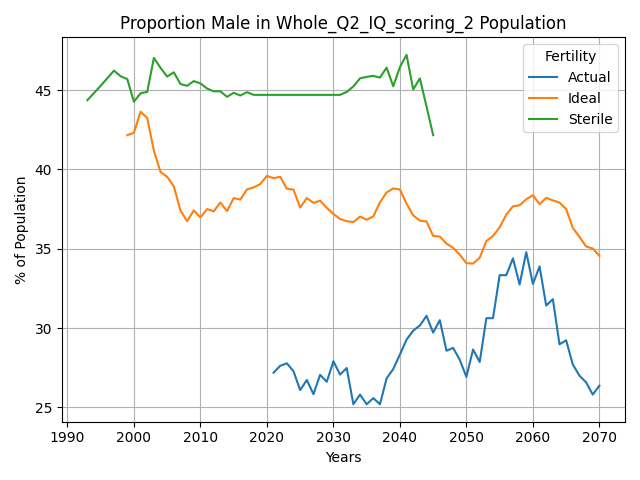 Proportion Male in Whole_Q2_IQ_scoring_2 Population
Fertility
Actual
Ideal
Sterile
% of Population
45
40
35
30
25
1990 2000 2010 2020 2030 2040 2050 2060 2070
Years